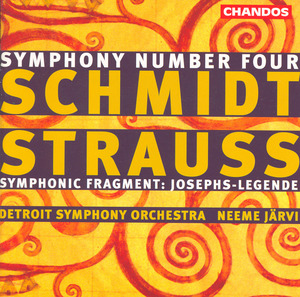 CHANDOS
SYMPHONY NUMBER FOUR
SCHMIDT
STRAUSS
SYMPHONIC FRAGMENT: JOSEPHS-LEGENDE
DETROIT SYMPHONY ORCHESTRA NEEME JÄRVI